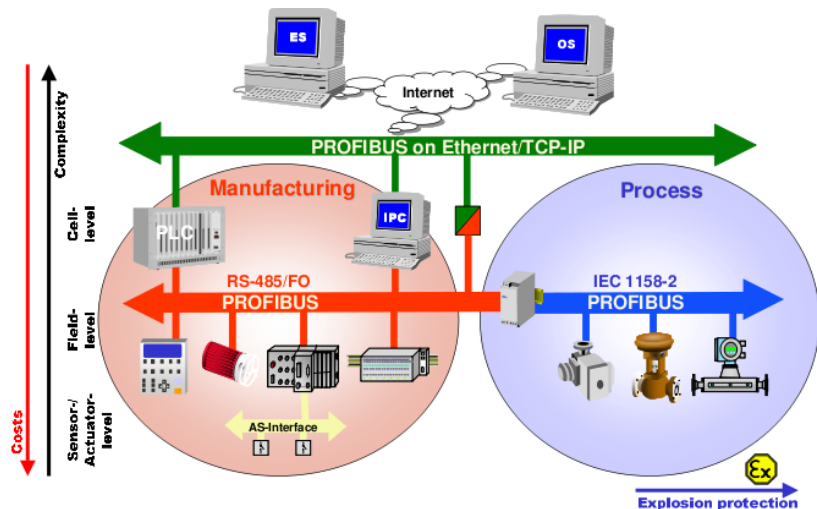 ES
OS
Internet
PROFIBUS on Ethernet/TCP-IP
Complexity
Costs
Manufacturing
Process
Cell-
level
PLC
IPC
RS-485/FO
PROFIBUS
IEC 1158-2
PROFIBUS
Field-
level
Sensor-/
Actuator-
level
AS-Interface
Ex
Explosion protection